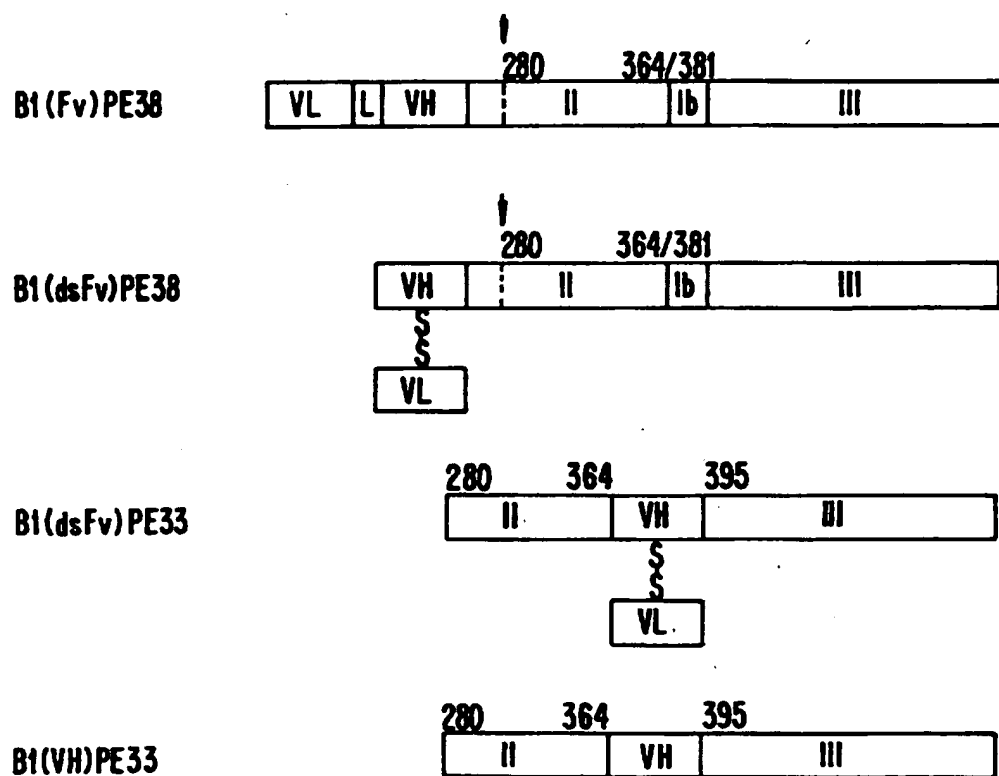 280 364/381
B1(Fv)PE38 VL L VH II Ib III
280 364/381
B1(dsFv)PE38 VH II Ib III
S
S
VL
280 364 395
B1(dsFv)PE33 II VH III
S
S
VL
280 364 395
B1(VH)PE33 II VH III